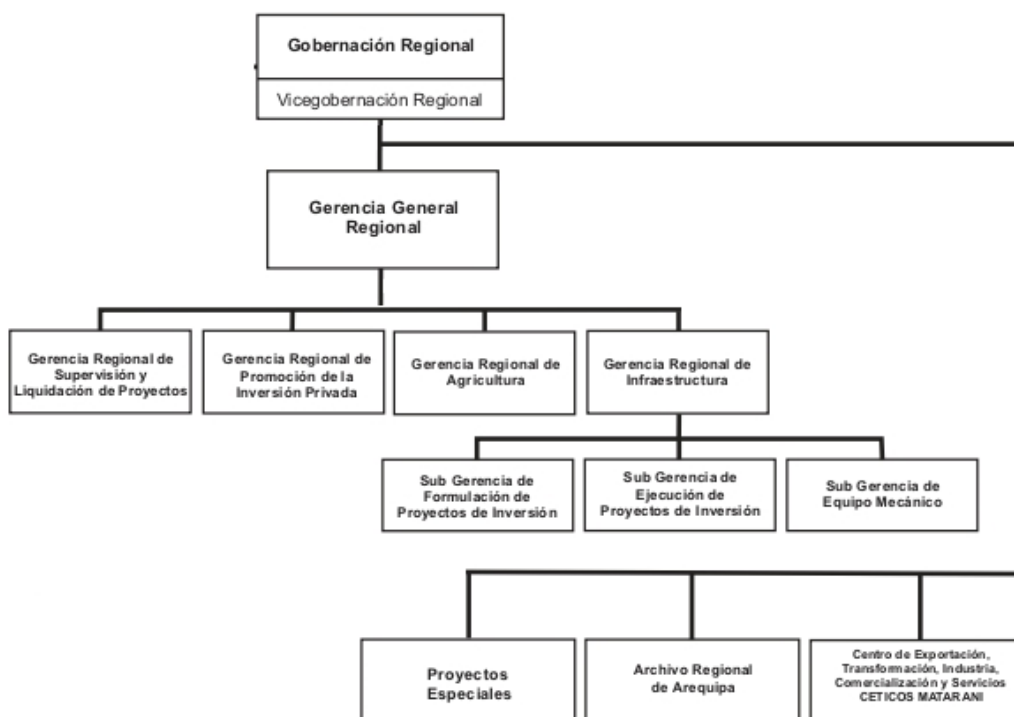 Gobernación Regional
Vicegobernación Regional
Gerencia General
Regional
Gerencia Regional de
Supervisión y
Liquidación de Proyectos
Gerencia Regional de
Promoción de la
Inversión Privada
Gerencia Regional de
Agricultura
Gerencia Regional de
Infraestructura
Sub Gerencia de
Formulación de
Proyectos de Inversión
Sub Gerencia de
Ejecución de
Proyectos de Inversión
Sub Gerencia de
Equipo Mecánico
Proyectos
Especiales
Archivo Regional
de Arequipa
Centro de Exportación,
Transformación, Industria,
Comercialización y Servicios
CETICOS MATARANI